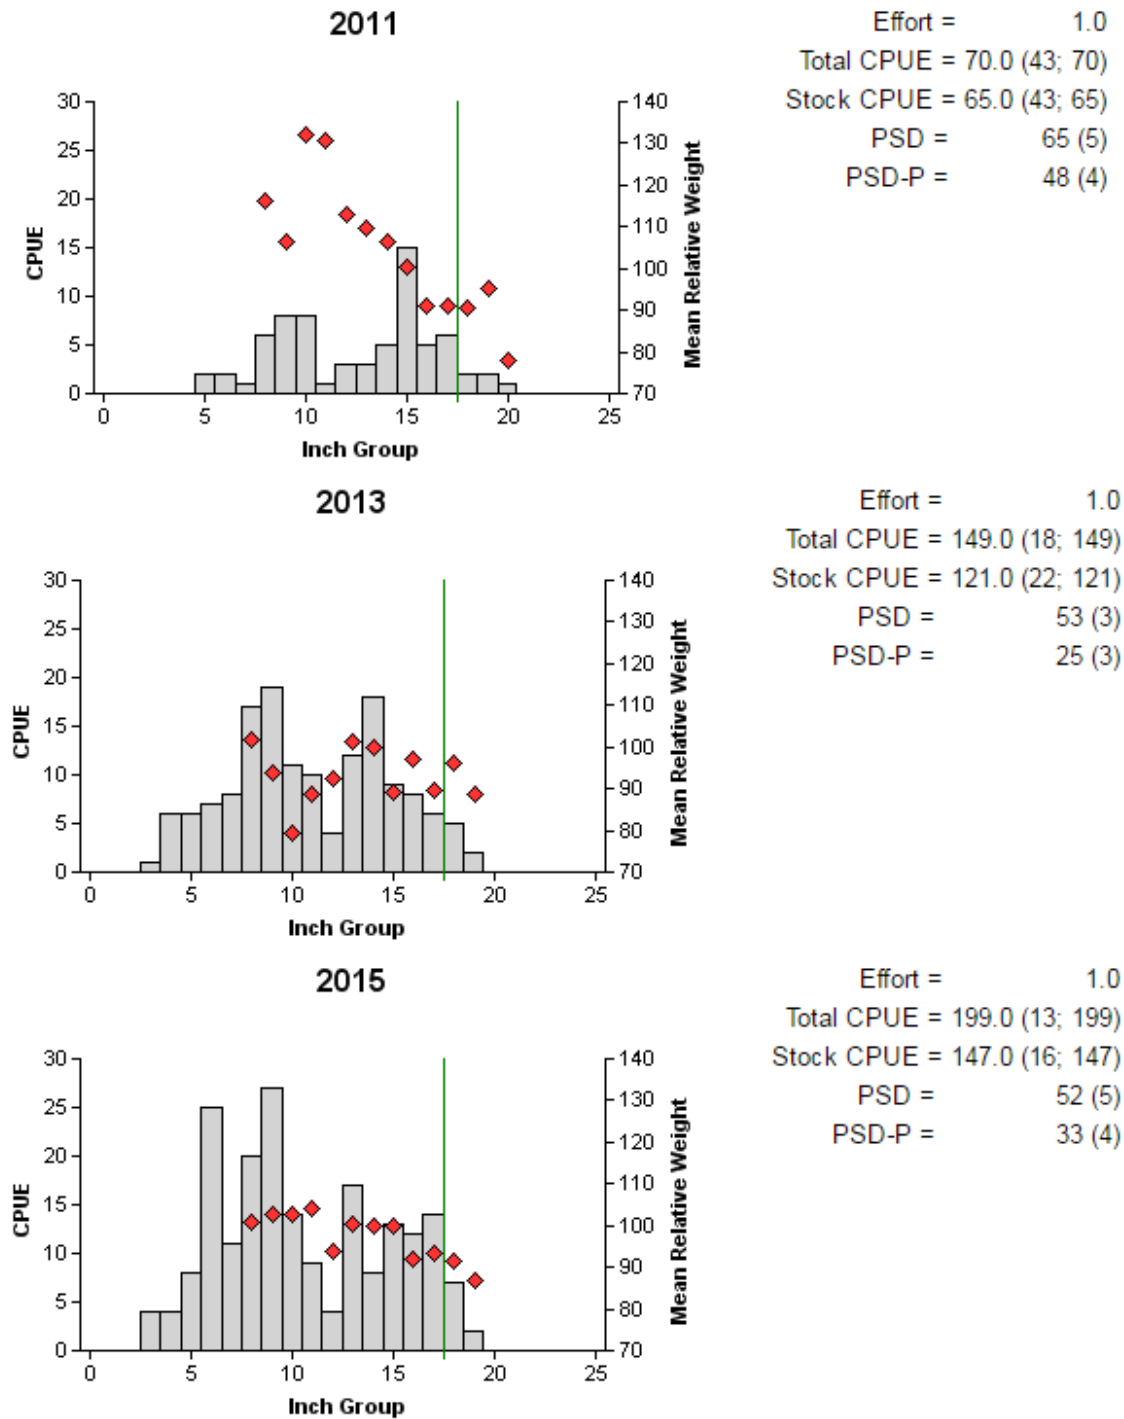 2011
Effort = 1.0
Total CPUE = 70.0 (43; 70)
Stock CPUE = 65.0 (43; 65)
PSD = 65 (5)
PSD-P = 48 (4)
30 140
25 130
20 120
15 110
10 100
5 90
0 80
70
CPUE
Mean Relative Weight
0 5 10 15 20 25
Inch Group
2013
Effort = 1.0
Total CPUE = 149.0 (18; 149)
Stock CPUE = 121.0 (22; 121)
PSD = 53 (3)
PSD-P = 25 (3)
30 140
25 130
20 120
15 110
10 100
5 90
0 80
70
CPUE
Mean Relative Weight
0 5 10 15 20 25
Inch Group
2015
Effort = 1.0
Total CPUE = 199.0 (13; 199)
Stock CPUE = 147.0 (16; 147)
PSD = 52 (5)
PSD-P = 33 (4)
30 140
25 130
20 120
15 110
10 100
5 90
0 80
70
CPUE
Mean Relative Weight
0 5 10 15 20 25
Inch Group